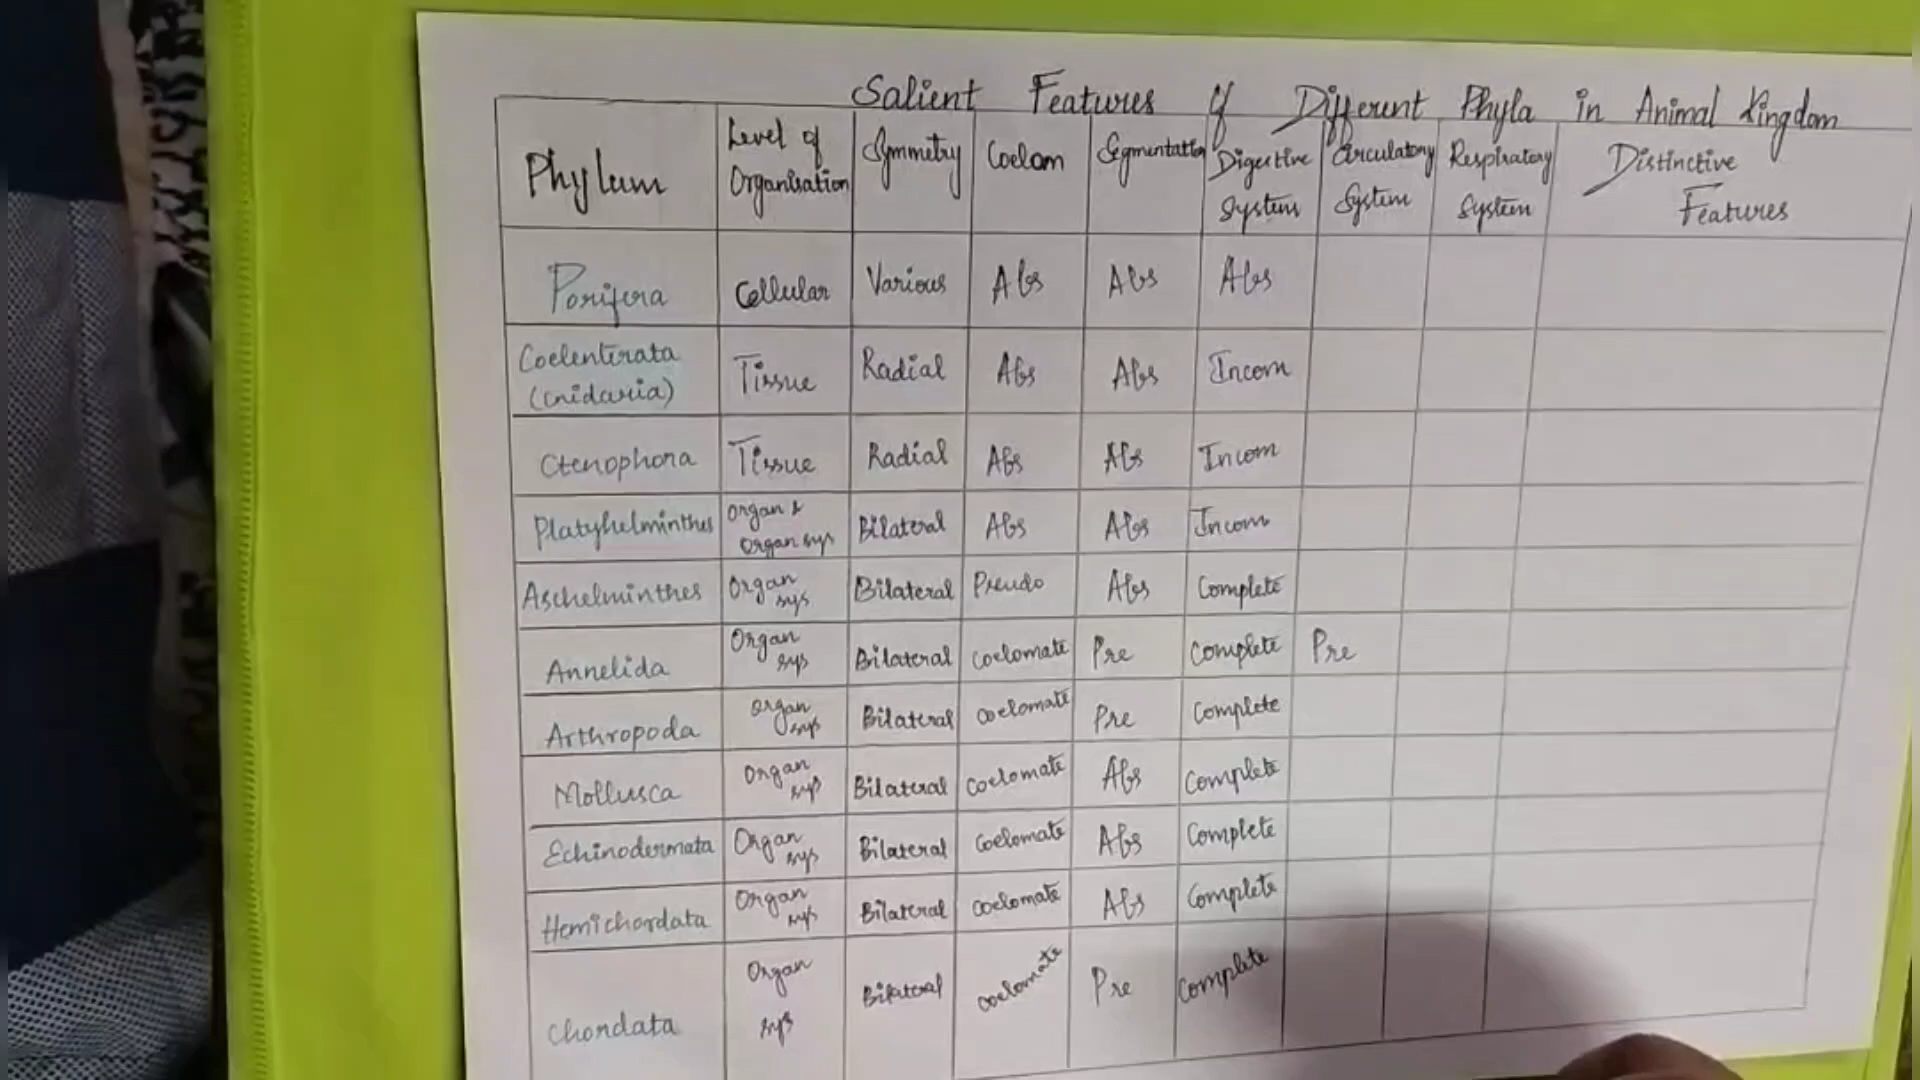 Salient Features of Different Phyla in Animal Kingdom
Phylum Level of Organisation Symmetry Coelom Segmentation Digestive System Circulatory System Respiratory System Distinctive Features
Porifera Cellular Various Abs Abs Abs
Coelenterata (cnidaria) Tissue Radial Abs Abs Incom
Ctenophora Tissue Radial Abs Abs Incom
Platyhelminthes Organ & Organ sys Bilateral Abs Abs Incom
Aschelminthes Organ sys Bilateral Pseudo Abs Complete
Annelida Organ sys Bilateral Coelomate Pre Complete Pre
Arthropoda Organ sys Bilateral Coelomate Pre Complete
Mollusca Organ sys Bilateral Coelomate Abs Complete
Echinodermata Organ sys Bilateral Coelomate Abs Complete
Hemichordata Organ sys Bilateral Coelomate Abs Complete
Chordata Organ sys Bilateral Coelomate Pre Complete